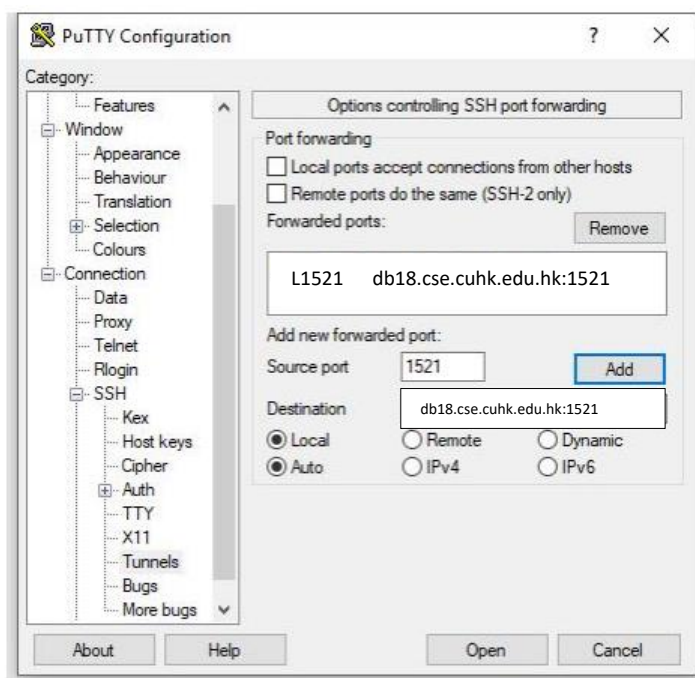 PuTTY Configuration ? ×
Category:
Features
Window
Appearance
Behaviour
Translation
Selection
Colours
Connection
Data
Proxy
Telnet
Rlogin
SSH
Kex
Host keys
Cipher
Auth
TTY
X11
Tunnels
Bugs
More bugs
Options controlling SSH port forwarding
Port forwarding
Local ports accept connections from other hosts
Remote ports do the same (SSH-2 only)
Forwarded ports: Remove
L1521 db18.cse.cuhk.edu.hk:1521
Add new forwarded port:
Source port 1521 Add
Destination db18.cse.cuhk.edu.hk:1521
Local Remote Dynamic
Auto IPv4 IPv6
About Help Open Cancel